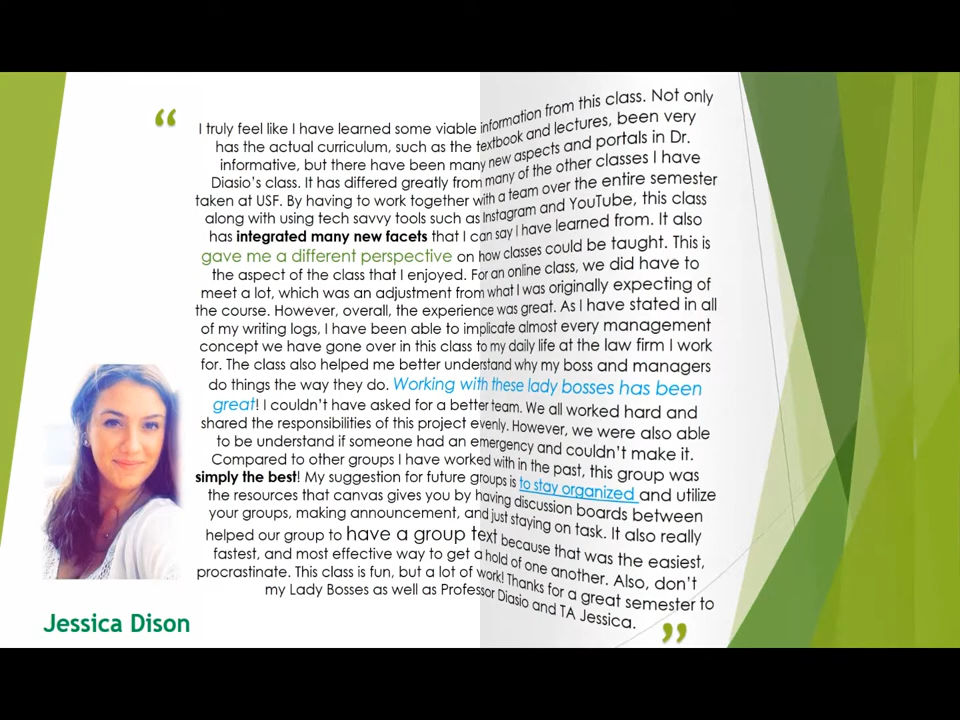 “
I truly feel like I have learned some viable information from this class. Not only
has the actual curriculum, such as the textbook and lectures, been very
informative, but there have been many new aspects and portals in Dr.
Diasio’s class. It has differed greatly from many of the other classes I have
taken at USF. By having to work together with a team over the entire semester
along with using tech savvy tools such as Instagram and YouTube, this class
has integrated many new facets that I can say I have learned from. It also
gave me a different perspective on how classes could be taught. This is
the aspect of the class that I enjoyed. For an online class, we did have to
meet a lot, which was an adjustment from what I was originally expecting of
the course. However, overall, the experience was great. As I have stated in all
of my writing logs, I have been able to implicate almost every management
concept we have gone over in this class to my daily life at the law firm I work
for. The class also helped me better understand why my boss and managers
do things the way they do. Working with these lady bosses has been
great! I couldn’t have asked for a better team. We all worked hard and
shared the responsibilities of this project evenly. However, we were also able
to be understand if someone had an emergency and couldn’t make it.
Compared to other groups I have worked with in the past, this group was
simply the best! My suggestion for future groups is to stay organized and utilize
the resources that canvas gives you by having discussion boards between
your groups, making announcement, and just staying on task. It also really
helped our group to have a group text because that was the easiest,
fastest, and most effective way to get a hold of one another. Also, don’t
procrastinate. This class is fun, but a lot of work! Thanks for a great semester to
my Lady Bosses as well as Professor Diasio and TA Jessica.
”
Jessica Dison